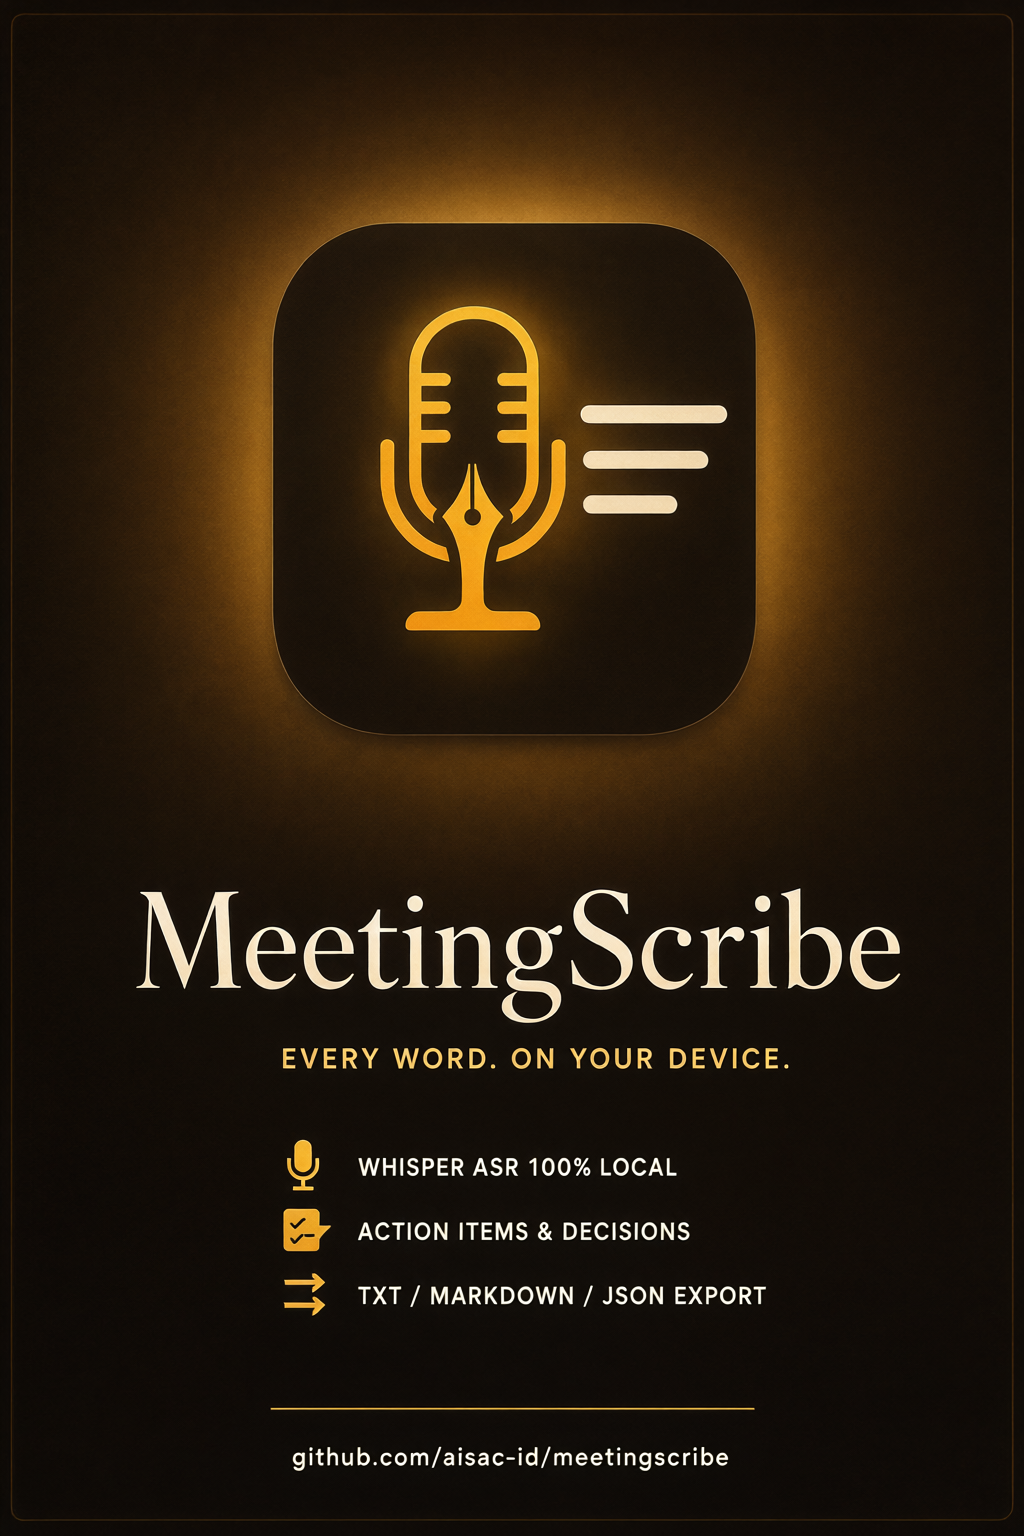 MeetingScribe
EVERY WORD. ON YOUR DEVICE.
WHISPER ASR 100% LOCAL
ACTION ITEMS & DECISIONS
TXT / MARKDOWN / JSON EXPORT
github.com/aisac-id/meetingscribe